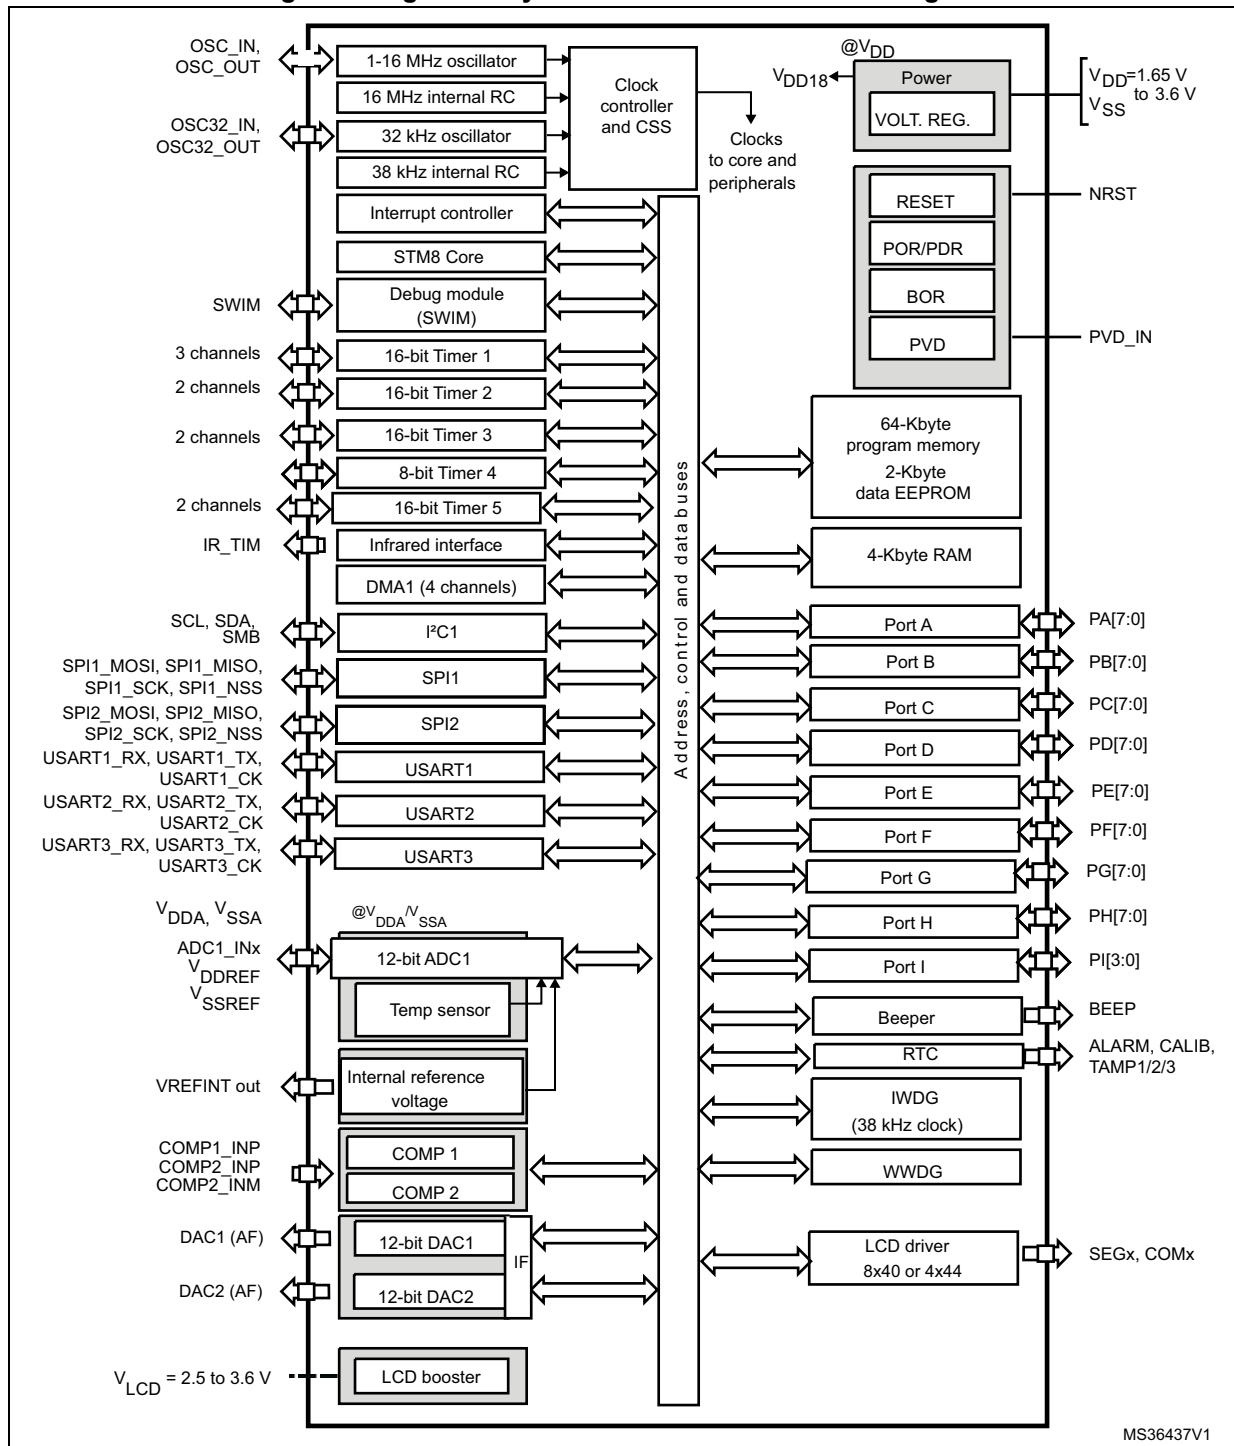 OSC_IN,
OSC_OUT
1-16 MHz oscillator
16 MHz internal RC
OSC32_IN,
OSC32_OUT
32 kHz oscillator
38 kHz internal RC
Clock
controller
and CSS
Clocks
to core and
peripherals
@VDD
VDD18
Power
VOLT. REG.
VDD=1.65 V
to 3.6 V
VSS
RESET
NRST
POR/PDR
BOR
PVD
PVD_IN
Interrupt controller
STM8 Core
SWIM
Debug module
(SWIM)
3 channels
16-bit Timer 1
2 channels
16-bit Timer 2
2 channels
16-bit Timer 3
8-bit Timer 4
2 channels
16-bit Timer 5
IR_TIM
Infrared interface
DMA1 (4 channels)
SCL, SDA,
SMB
I²C1
SPI1_MOSI, SPI1_MISO,
SPI1_SCK, SPI1_NSS
SPI1
SPI2_MOSI, SPI2_MISO,
SPI2_SCK, SPI2_NSS
SPI2
USART1_RX, USART1_TX,
USART1_CK
USART1
USART2_RX, USART2_TX,
USART2_CK
USART2
USART3_RX, USART3_TX,
USART3_CK
USART3
VDDA, VSSA
@VDDA/VSSA
ADC1_INx
VDDREF
VSSREF
12-bit ADC1
Temp sensor
VREFINT out
Internal reference
voltage
COMP1_INP
COMP2_INP
COMP2_INM
COMP 1
COMP 2
DAC1 (AF)
12-bit DAC1
IF
DAC2 (AF)
12-bit DAC2
VLCD = 2.5 to 3.6 V
LCD booster
Address, control and data buses
64-Kbyte
program memory
2-Kbyte
data EEPROM
4-Kbyte RAM
Port A
PA[7:0]
Port B
PB[7:0]
Port C
PC[7:0]
Port D
PD[7:0]
Port E
PE[7:0]
Port F
PF[7:0]
Port G
PG[7:0]
Port H
PH[7:0]
Port I
PI[3:0]
Beeper
BEEP
RTC
ALARM, CALIB,
TAMP1/2/3
IWDG
(38 kHz clock)
WWDG
LCD driver
8x40 or 4x44
SEGx, COMx
MS36437V1